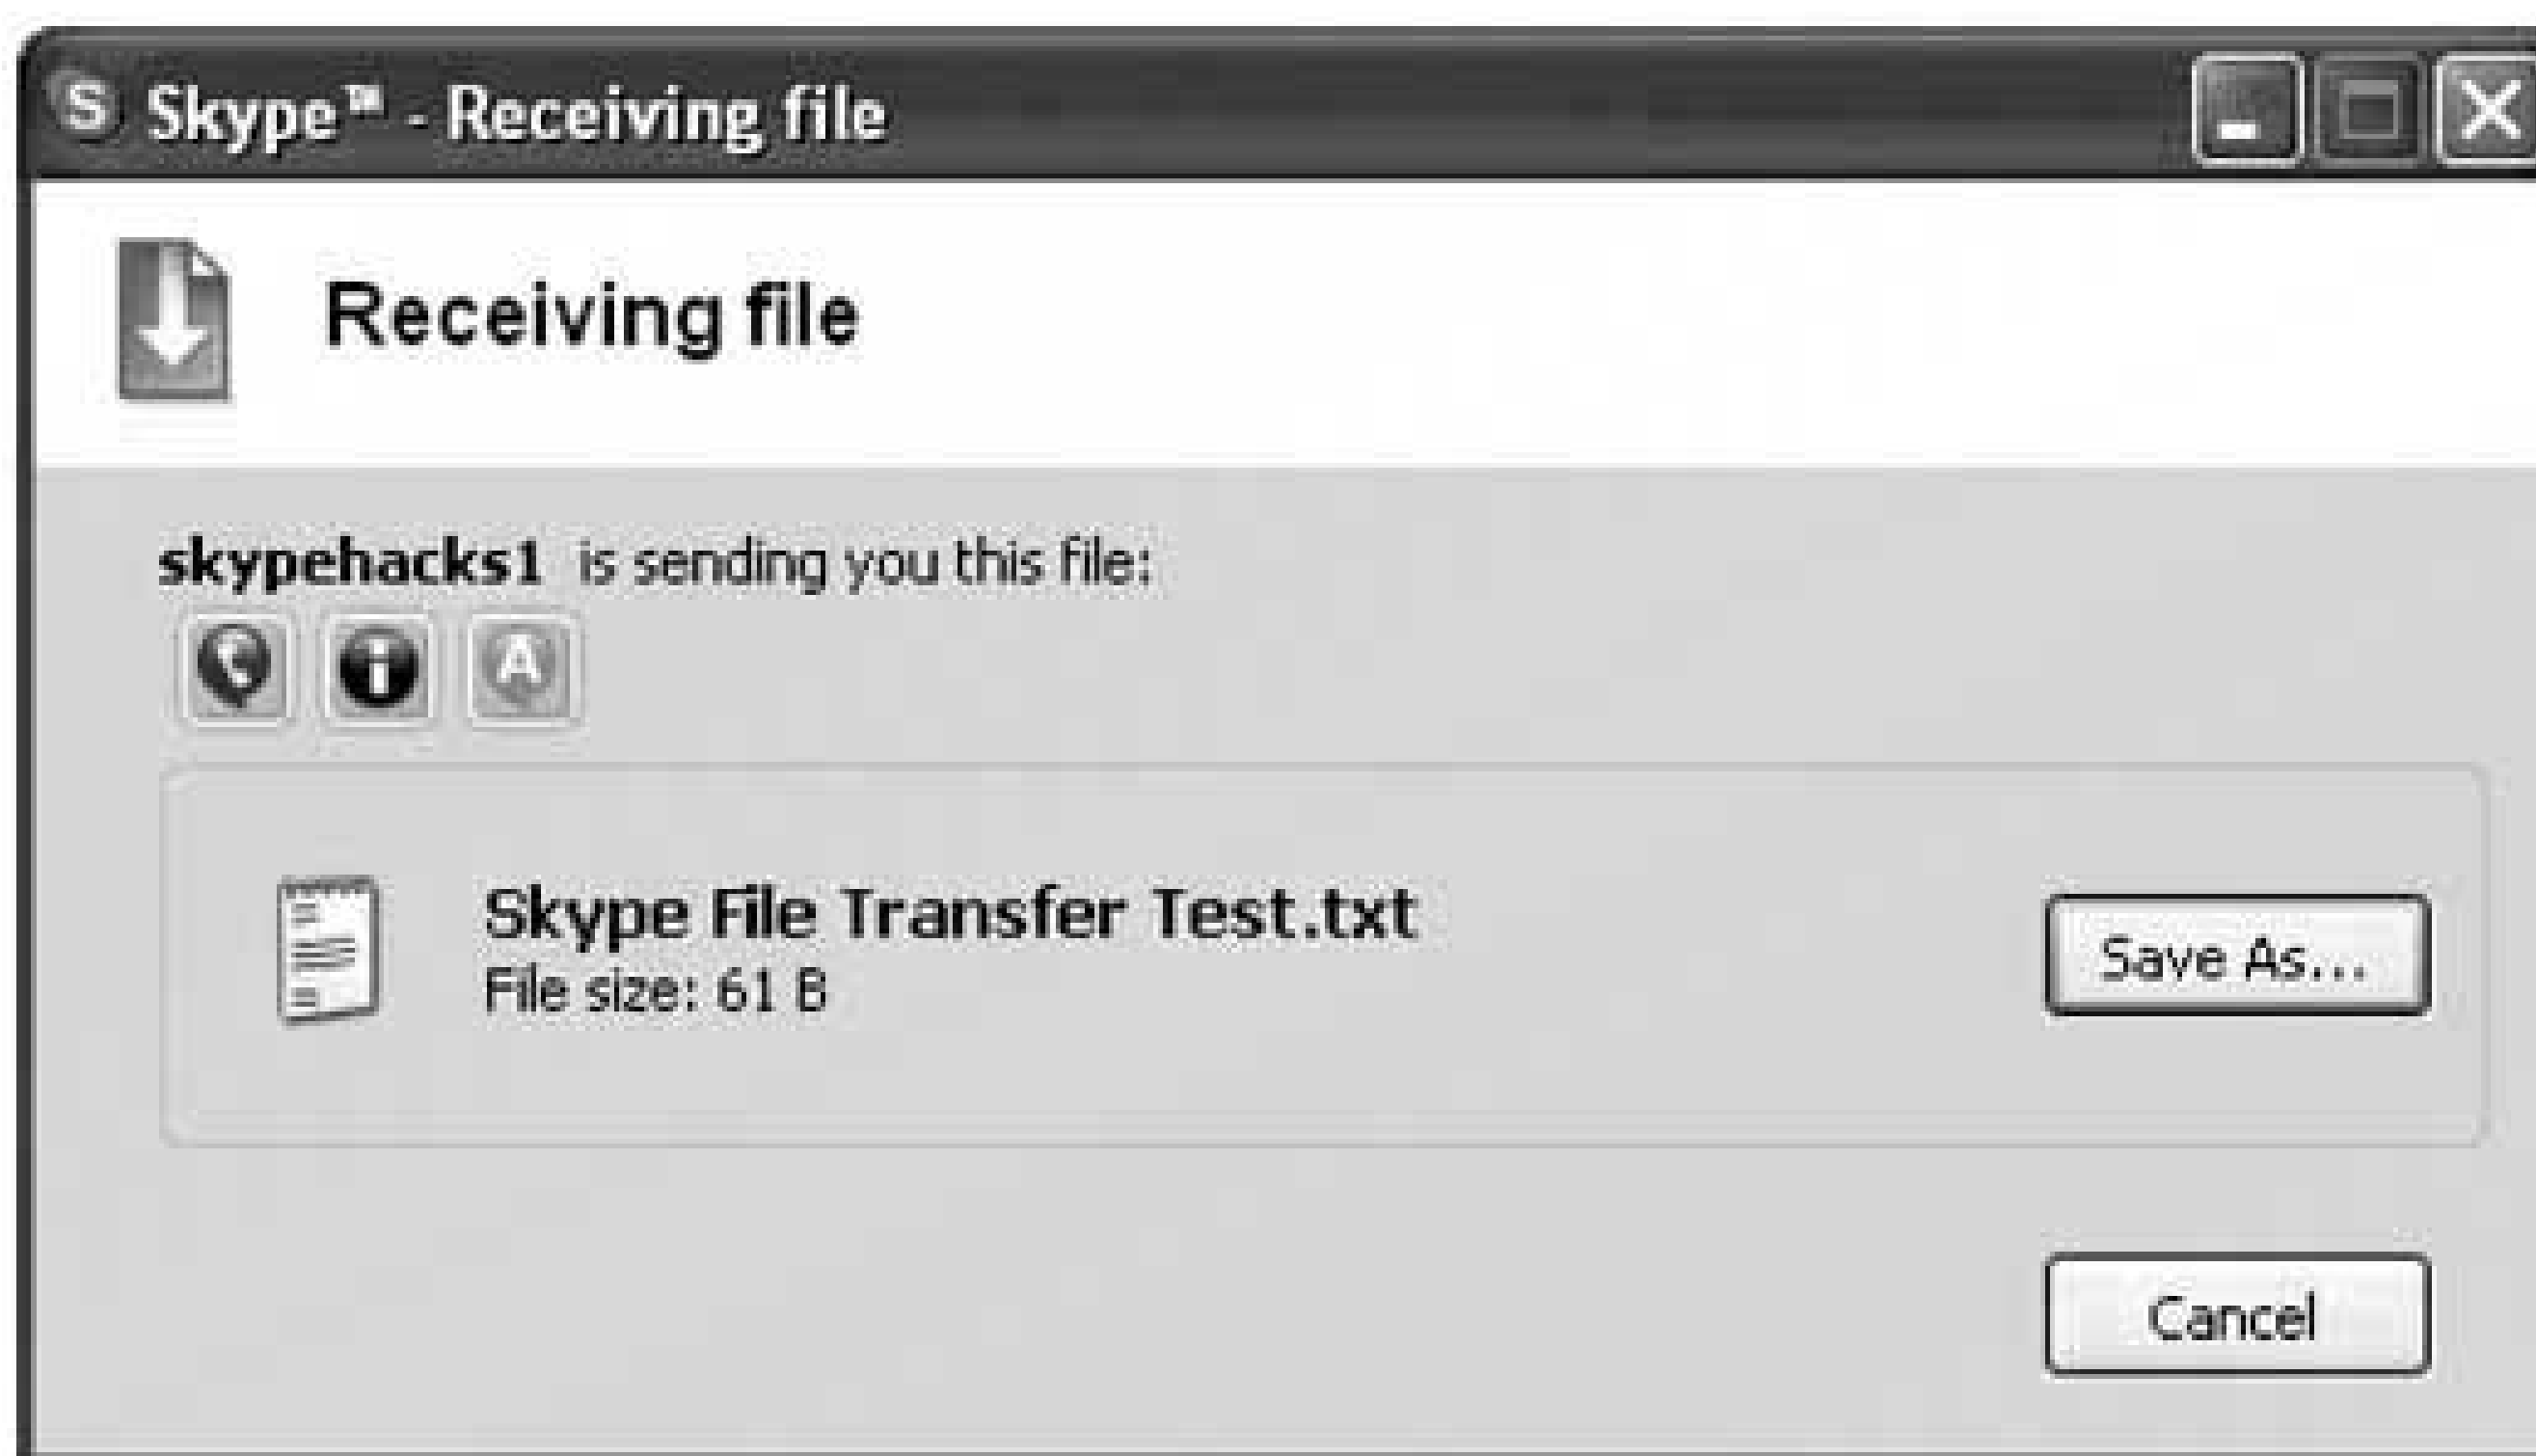 S Skype™ - Receiving file
Receiving file
skypehacks1 is sending you this file:
A
Skype File Transfer Test.txt
File size: 61 B
Save As...
Cancel